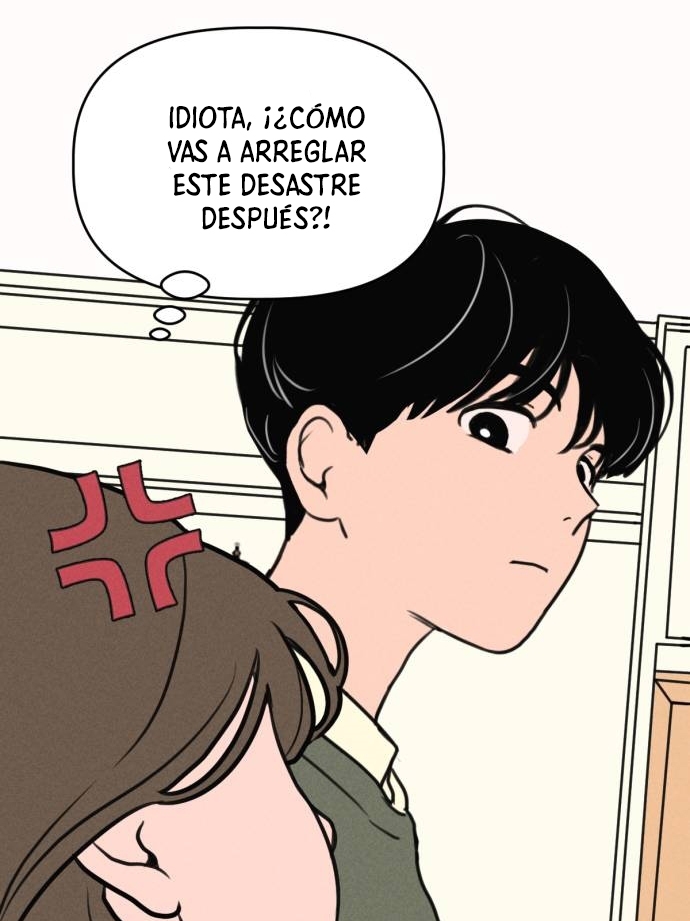 IDIOTA, ¡¿CÓMO
VAS A ARREGLAR
ESTE DESASTRE
DESPUÉS?!